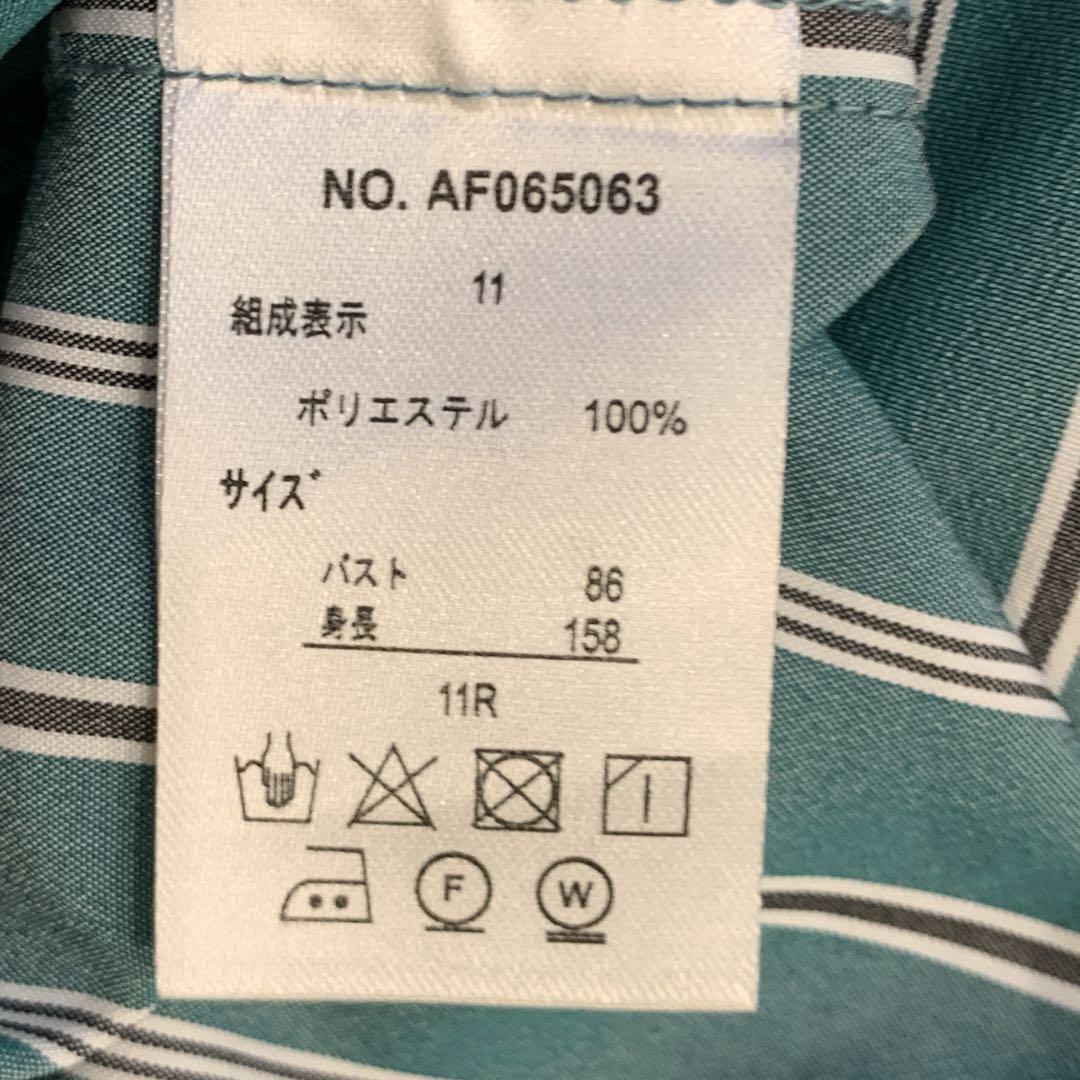 NO. AF065063
11
組成表示
ポリエステル 100%
サイズ
バスト 86
身長 158
11R
F W